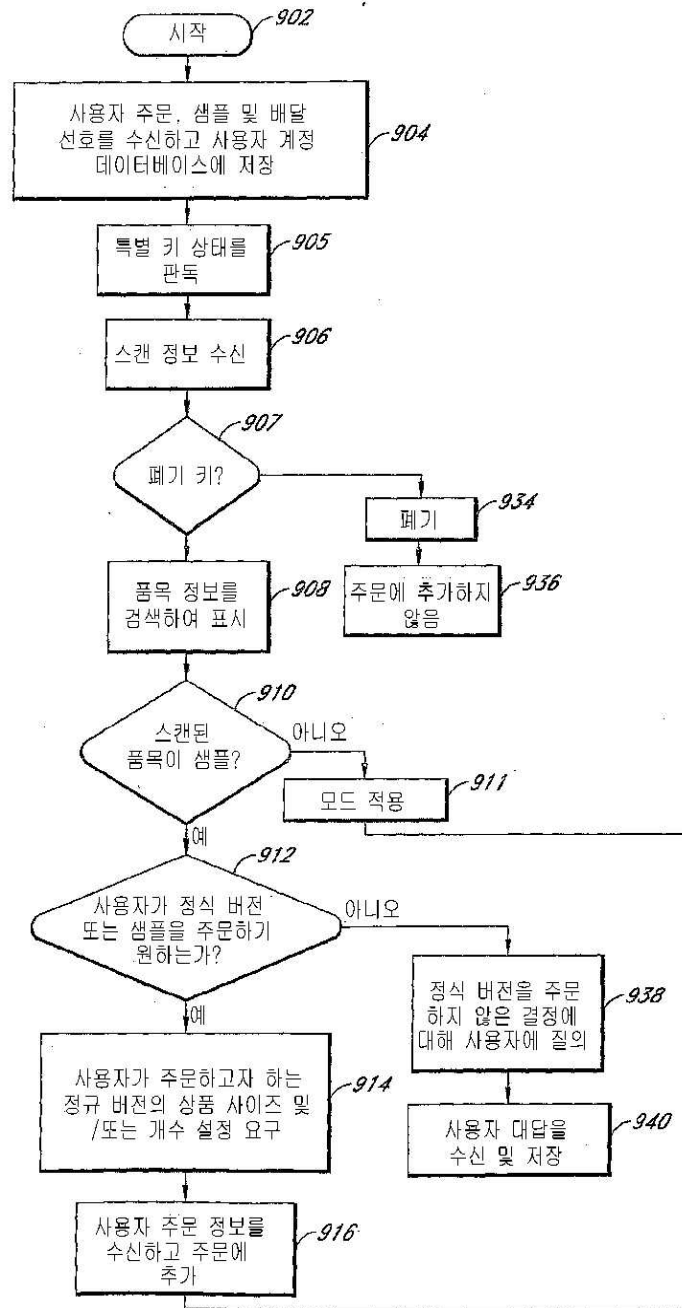 시작
902
사용자 주문, 샘플 및 배달
선호를 수신하고 사용자 계정
데이터베이스에 저장
904
특별 키 상태를
판독
905
스캔 정보 수신
906
907
폐기 키?
폐기
934
품목 정보를
검색하여 표시
908
주문에 추가하지
않음
936
910
스캔된
품목이 샘플?
아니오
모드 적용
911
예
912
사용자가 정식 버전
또는 샘플을 주문하기
원하는가?
아니오
예
정식 버전을 주문
하지 않은 결정에
대해 사용자에 질의
938
사용자가 주문하고자 하는
정규 버전의 상품 사이즈 및
/또는 개수 설정 요구
914
사용자 대답을
수신 및 저장
940
사용자 주문 정보를
수신하고 주문에
추가
916